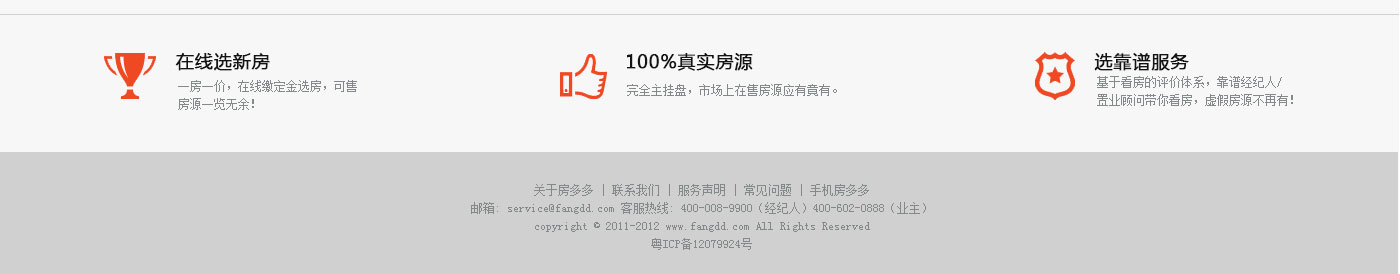 在线选新房
一房一价，在线缴定金选房，可售
房源一览无余！
100%真实房源
完全主挂盘，市场上在售房源应有竟有。
选靠谱服务
基于看房的评价体系，靠谱经纪人/
置业顾问带你看房，虚假房源不再有！
关于房多多 | 联系我们 | 服务声明 | 常见问题 | 手机房多多
邮箱: service@fangdd.com 客服热线: 400-008-9900（经纪人）400-602-0888（业主）
copyright © 2011-2012 www.fangdd.com All Rights Reserved
粤ICP备12079924号